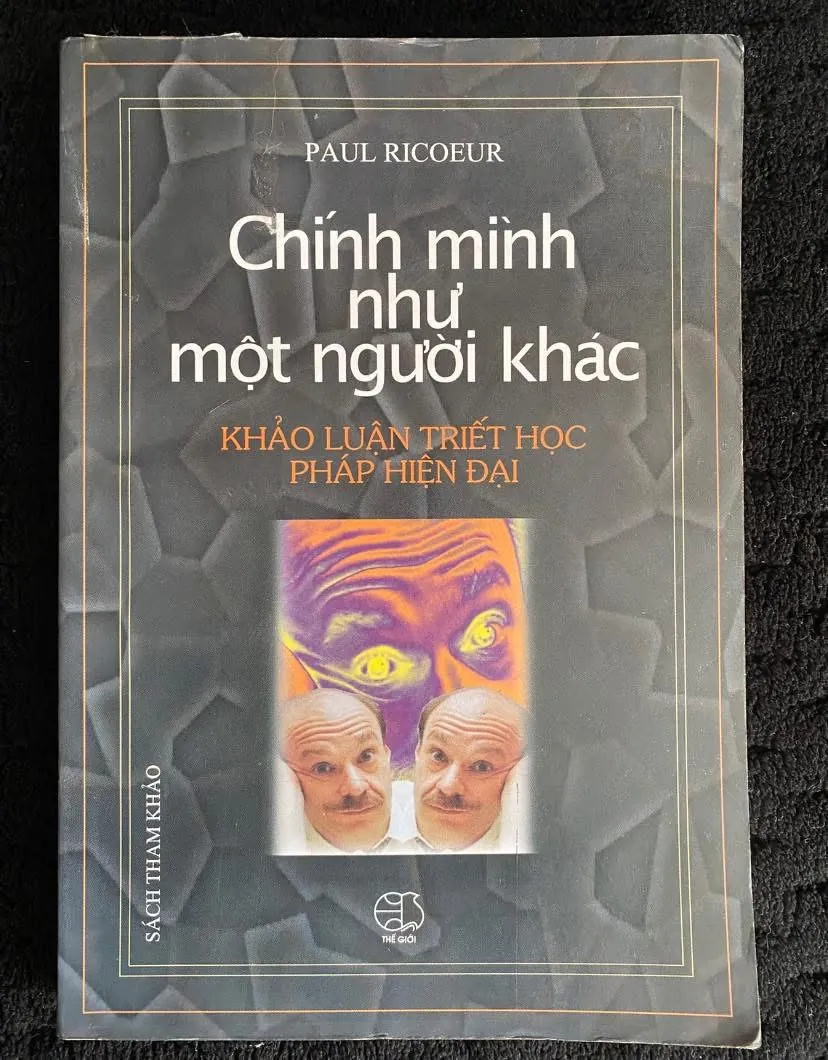 PAUL RICOEUR
Chính mình
như
một người khác
KHẢO LUẬN TRIẾT HỌC
PHÁP HIỆN ĐẠI
SÁCH THAM KHẢO
THẾ GIỚI